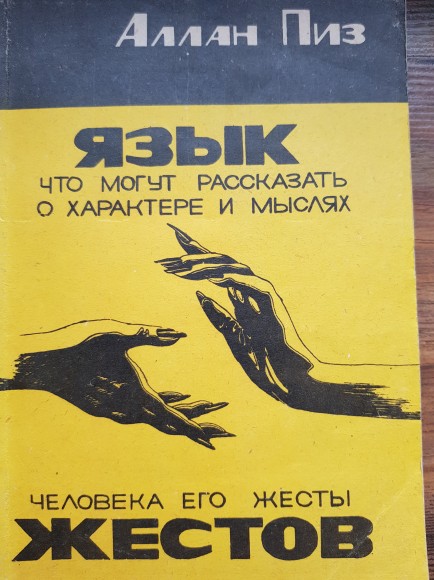 Аллан Пиз
ЯЗЫК
ЧТО МОГУТ РАССКАЗАТЬ
О ХАРАКТЕРЕ И МЫСЛЯХ
ЧЕЛОВЕКА ЕГО ЖЕСТЫ
ЖЕСТОВ